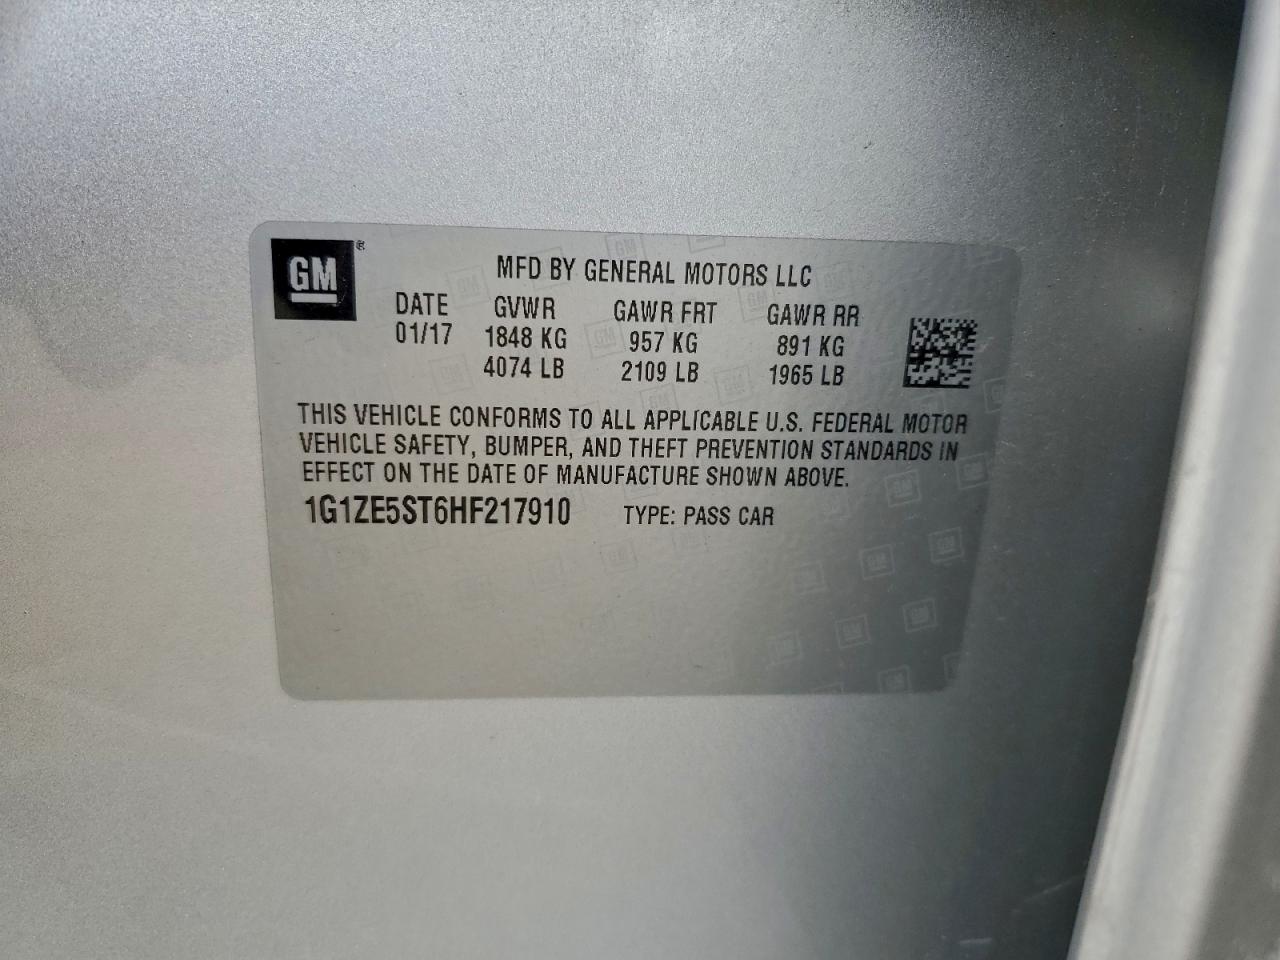 GM
MFD BY GENERAL MOTORS LLC
DATE GVWR GAWR FRT GAWR RR
01/17 1848 KG 957 KG 891 KG
4074 LB 2109 LB 1965 LB
THIS VEHICLE CONFORMS TO ALL APPLICABLE U.S. FEDERAL MOTOR
VEHICLE SAFETY, BUMPER, AND THEFT PREVENTION STANDARDS IN
EFFECT ON THE DATE OF MANUFACTURE SHOWN ABOVE.
1G1ZE5ST6HF217910 TYPE: PASS CAR